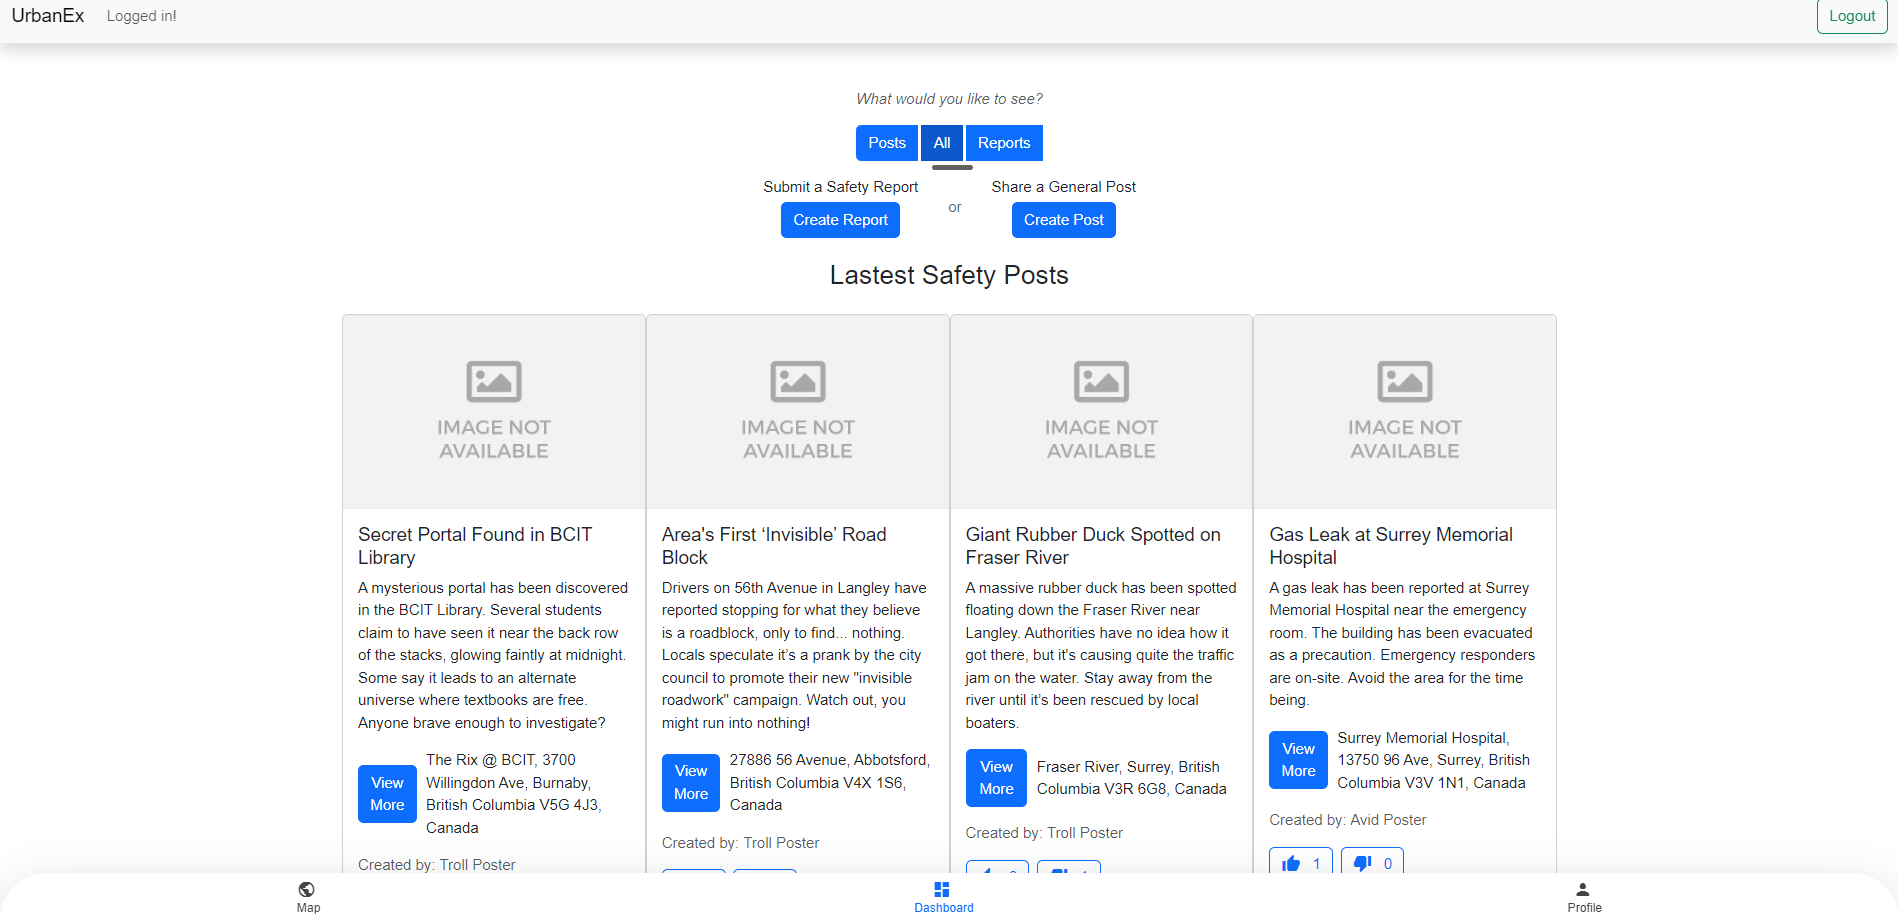 UrbanEx Logged in! Logout
What would you like to see?
Posts All Reports
Submit a Safety Report
Create Report
or
Share a General Post
Create Post
Lastest Safety Posts
IMAGE NOT
AVAILABLE
Secret Portal Found in BCIT
Library
A mysterious portal has been discovered
in the BCIT Library. Several students
claim to have seen it near the back row
of the stacks, glowing faintly at midnight.
Some say it leads to an alternate
universe where textbooks are free.
Anyone brave enough to investigate?
View
More
The Rix @ BCIT, 3700
Willingdon Ave, Burnaby,
British Columbia V5G 4J3,
Canada
Created by: Troll Poster
IMAGE NOT
AVAILABLE
Area's First ‘Invisible’ Road
Block
Drivers on 56th Avenue in Langley have
reported stopping for what they believe
is a roadblock, only to find... nothing.
Locals speculate it’s a prank by the city
council to promote their new "invisible
roadwork" campaign. Watch out, you
might run into nothing!
View
More
27886 56 Avenue, Abbotsford,
British Columbia V4X 1S6,
Canada
Created by: Troll Poster
IMAGE NOT
AVAILABLE
Giant Rubber Duck Spotted on
Fraser River
A massive rubber duck has been spotted
floating down the Fraser River near
Langley. Authorities have no idea how it
got there, but it's causing quite the traffic
jam on the water. Stay away from the
river until it’s been rescued by local
boaters.
View
More
Fraser River, Surrey, British
Columbia V3R 6G8, Canada
Created by: Troll Poster
IMAGE NOT
AVAILABLE
Gas Leak at Surrey Memorial
Hospital
A gas leak has been reported at Surrey
Memorial Hospital near the emergency
room. The building has been evacuated
as a precaution. Emergency responders
are on-site. Avoid the area for the time
being.
View
More
Surrey Memorial Hospital,
13750 96 Ave, Surrey, British
Columbia V3V 1N1, Canada
Created by: Avid Poster
1 0
Map Dashboard Profile